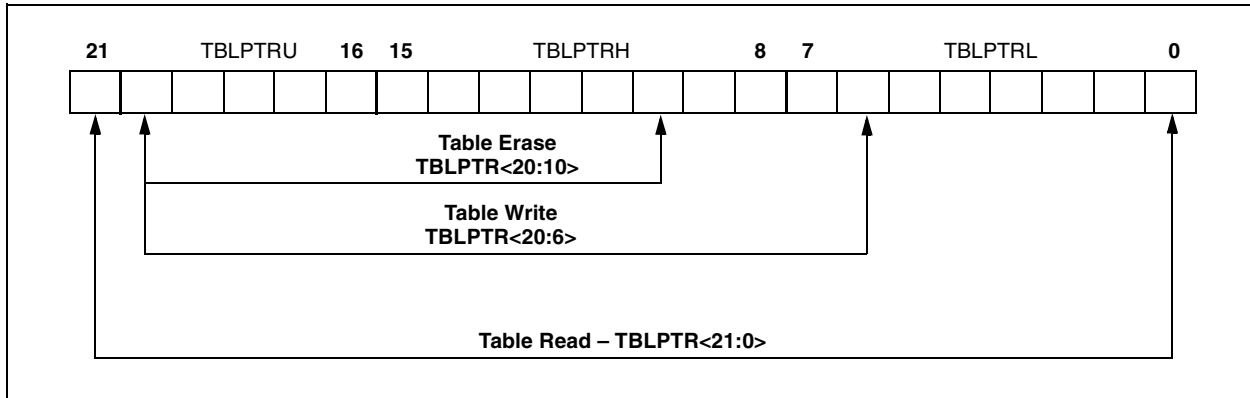 21 TBLPTRU 16 15 TBLPTRH 8 7 TBLPTRL 0
Table Erase
TBLPTR<20:10>
Table Write
TBLPTR<20:6>
Table Read – TBLPTR<21:0>